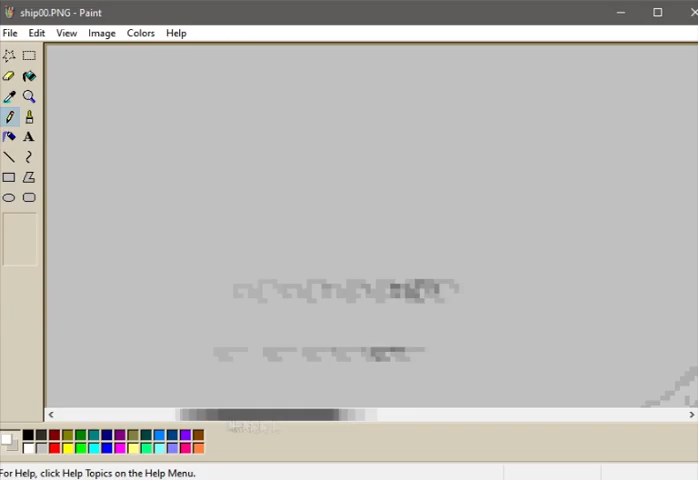 ship00.PNG - Paint
File Edit View Image Colors Help
A
For Help, click Help Topics on the Help Menu.